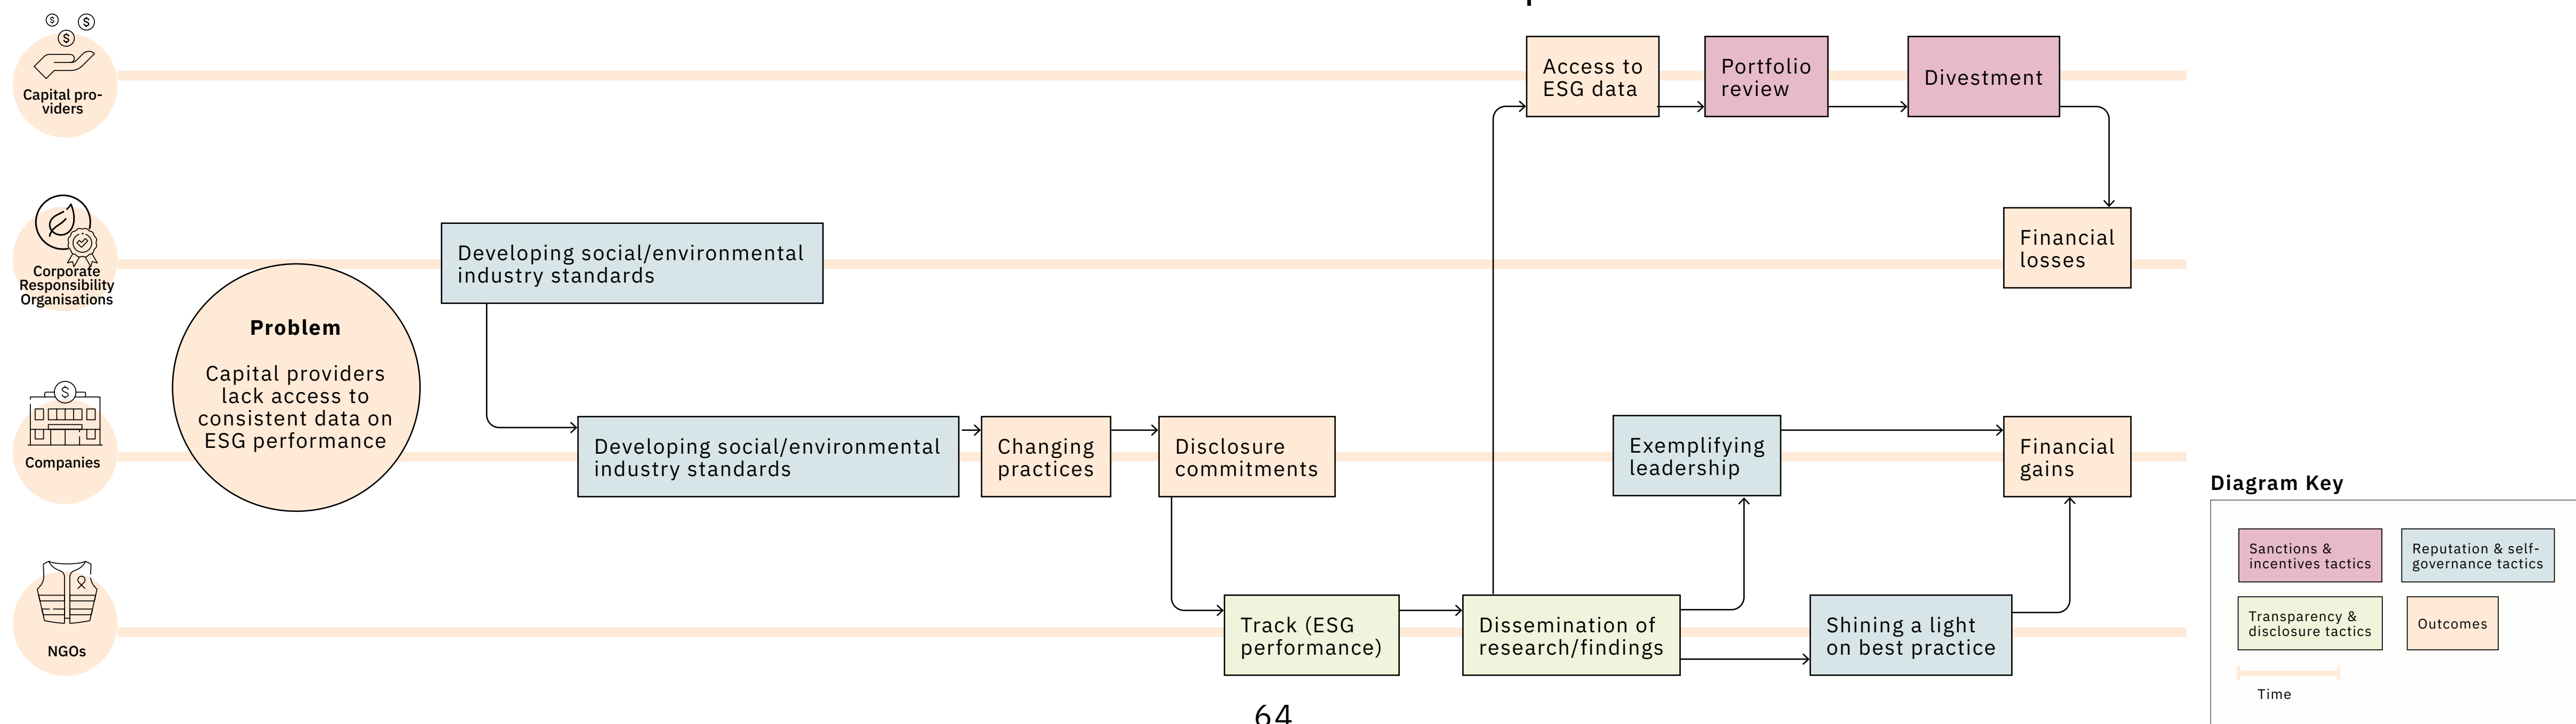 Capital pro-
viders
Access to
ESG data
Portfolio
review
Divestment
Corporate
Responsibility
Organisations
Developing social/environmental
industry standards
Financial
losses
Problem
Capital providers
lack access to
consistent data on
ESG performance
Companies
Developing social/environmental
industry standards
Changing
practices
Disclosure
commitments
Exemplifying
leadership
Financial
gains
NGOs
Track (ESG
performance)
Dissemination of
research/findings
Shining a light
on best practice
Diagram Key
Sanctions &
incentives tactics
Reputation & self-
governance tactics
Transparency &
disclosure tactics
Outcomes
Time
64